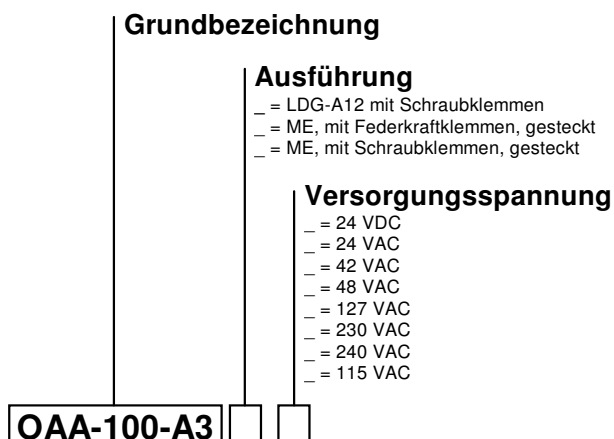 Grundbezeichnung
Ausführung
_ = LDG-A12 mit Schraubklemmen
_ = ME, mit Federkraftklemmen, gesteckt
_ = ME, mit Schraubklemmen, gesteckt
Versorgungsspannung
_ = 24 VDC
_ = 24 VAC
_ = 42 VAC
_ = 48 VAC
_ = 127 VAC
_ = 230 VAC
_ = 240 VAC
_ = 115 VAC
OAA-100-A3